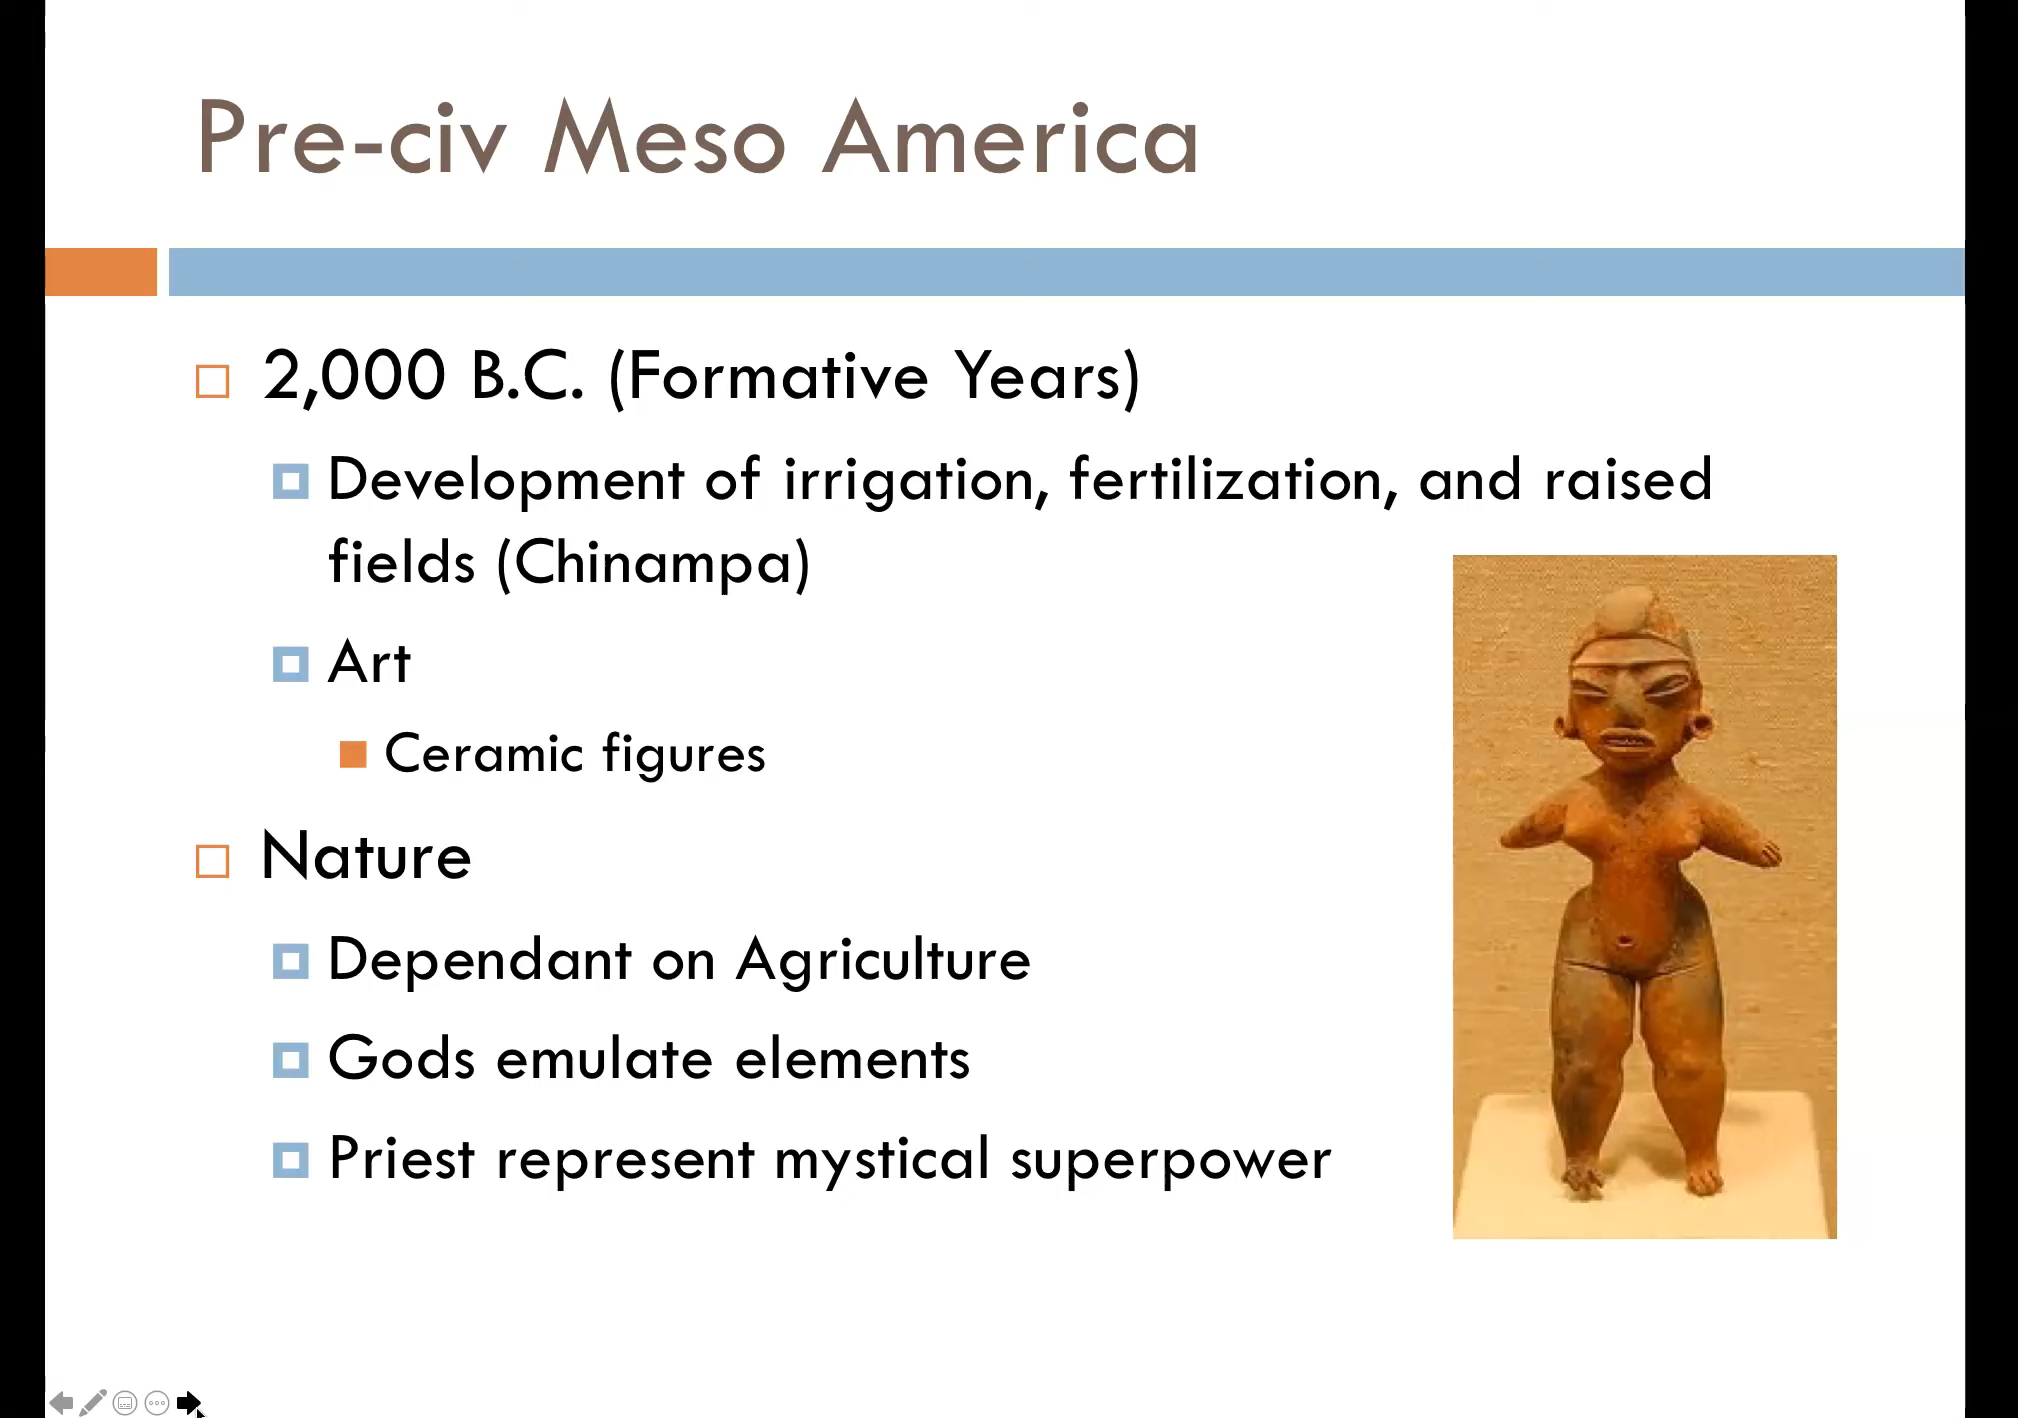 Pre-civ Meso America
2,000 B.C. (Formative Years)
Development of irrigation, fertilization, and raised
fields (Chinampa)
Art
Ceramic figures
Nature
Dependant on Agriculture
Gods emulate elements
Priest represent mystical superpower